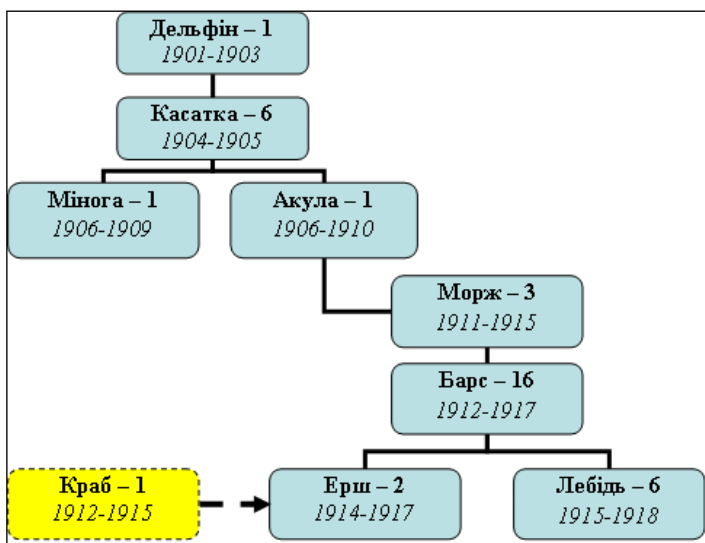 Дельфін – 1
1901-1903
Касатка – 6
1904-1905
Мінога – 1
1906-1909
Акула – 1
1906-1910
Морж – 3
1911-1915
Барс – 16
1912-1917
Краб – 1
1912-1915
Ерш – 2
1914-1917
Лебідь – 6
1915-1918